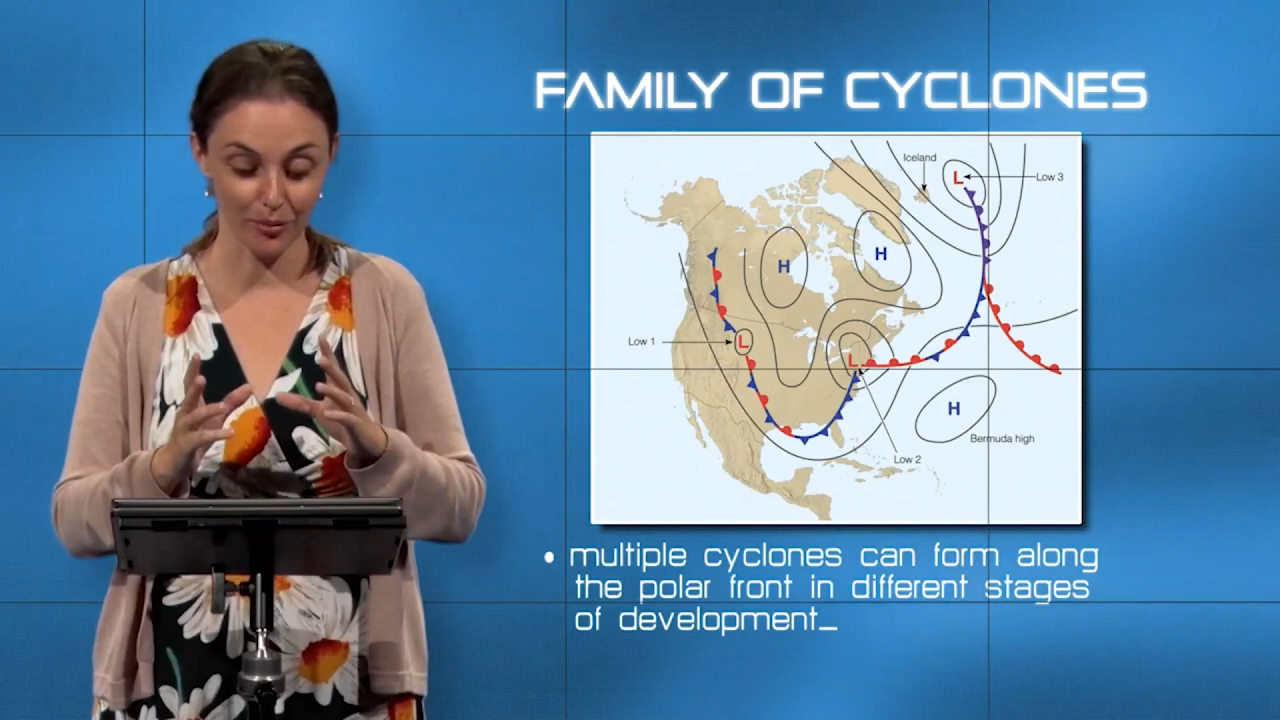 FAMILY OF CYCLONES
Iceland
L
Low 3
H
H
Low 1
L
L
H
Bermuda high
Low 2
• multiple cyclones can form along
the polar front in different stages
of development_